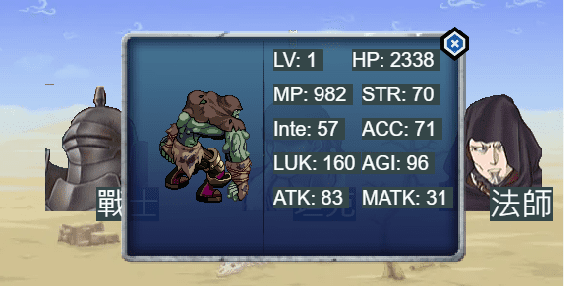 LV: 1 HP: 2338
MP: 982 STR: 70
Inte: 57 ACC: 71
LUK: 160 AGI: 96
ATK: 83 MATK: 31
戰士
法師